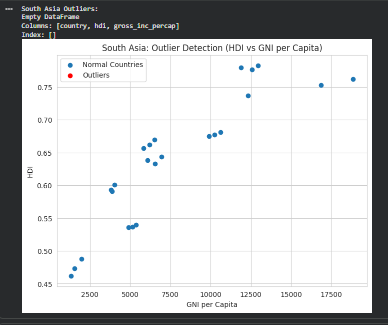 South Asia Outliers:
Empty DataFrame
Columns: [country, hdi, gross_inc_percap]
Index: []
South Asia: Outlier Detection (HDI vs GNI per Capita)
Normal Countries
Outliers
0.75
0.70
0.65
0.60
0.55
0.50
0.45
HDI
2500 5000 7500 10000 12500 15000 17500
GNI per Capita